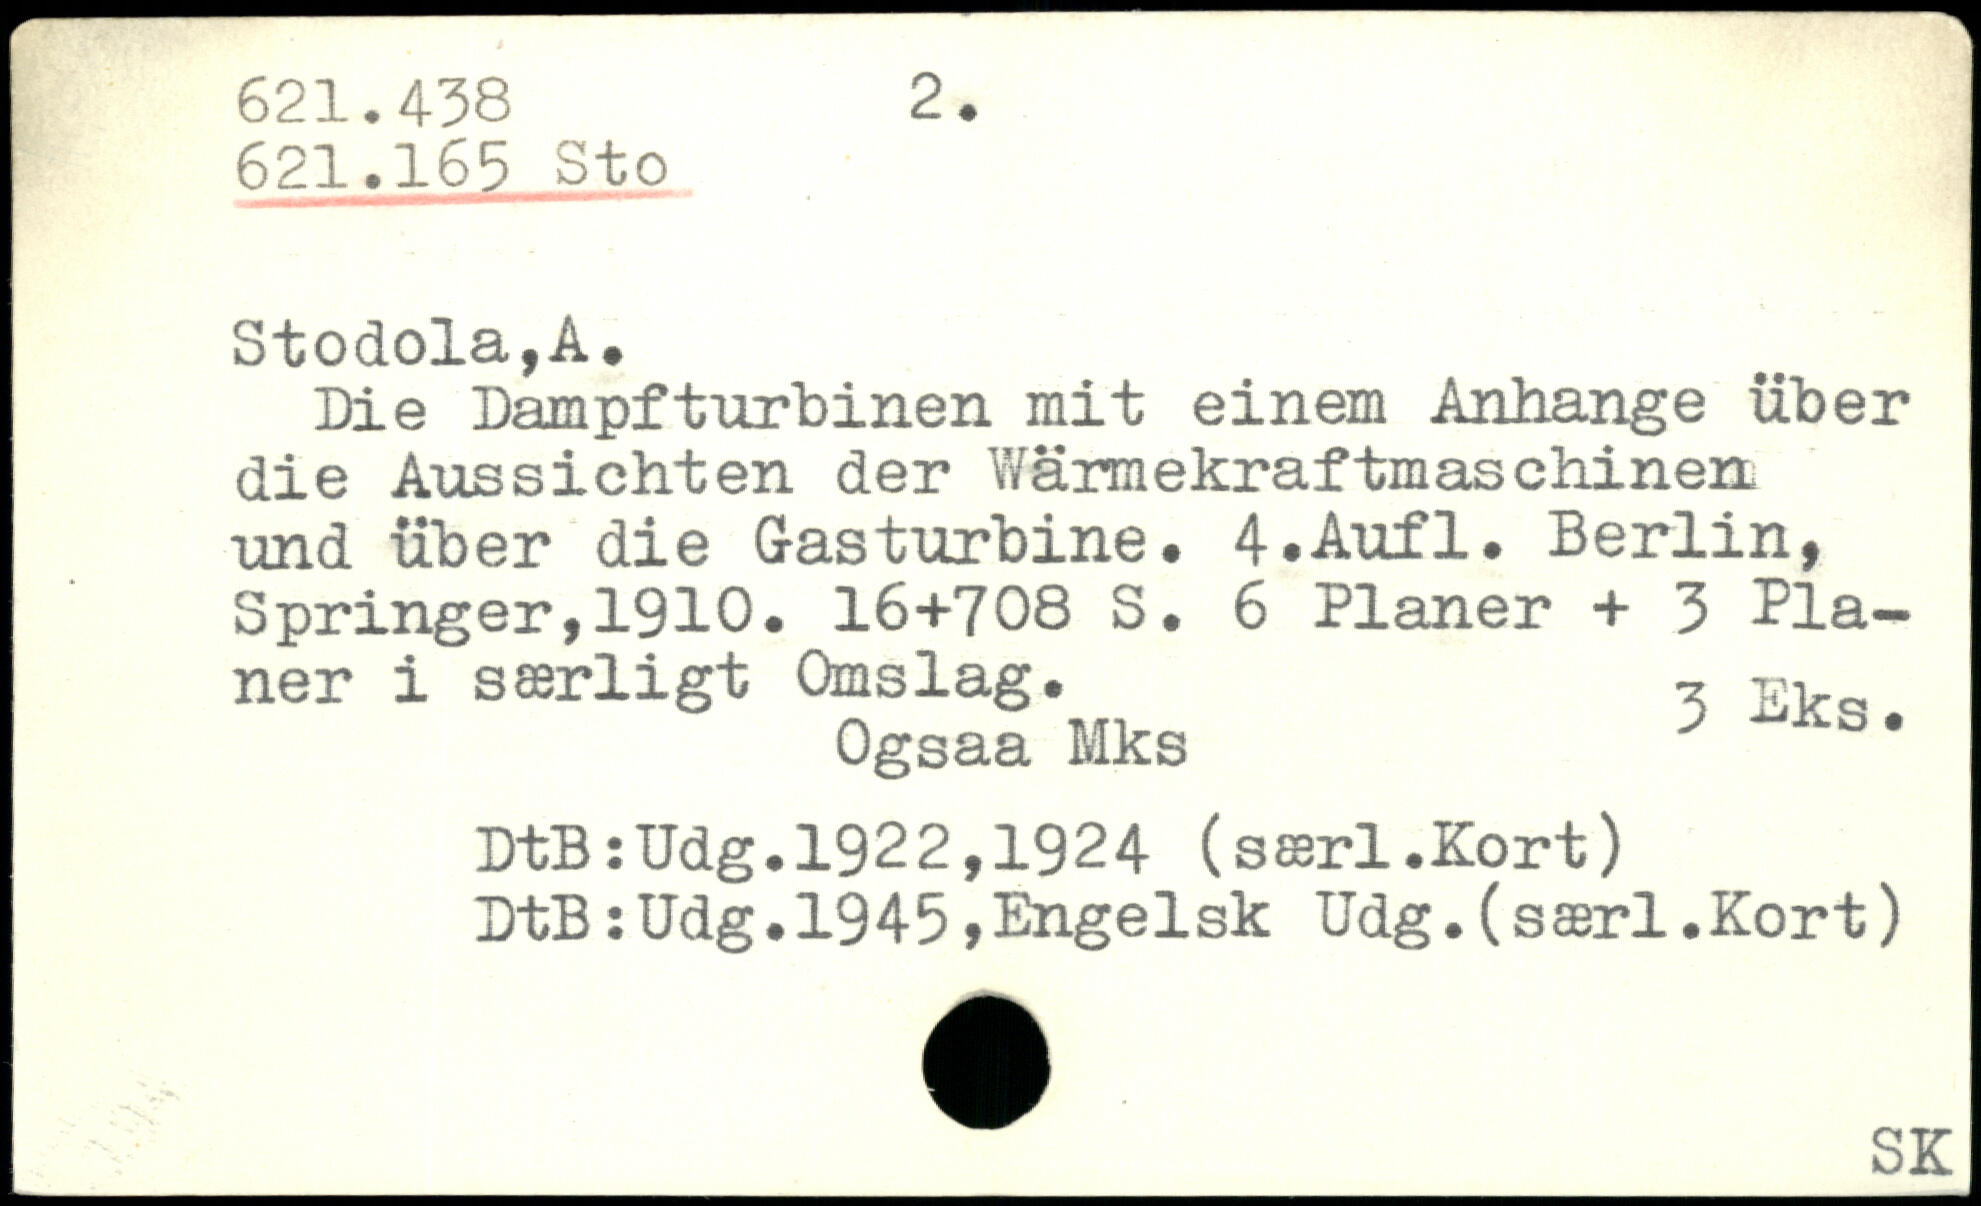 621.438 2.
621.165 Sto
Stodola,A.
Die Dampfturbinen mit einem Anhange über
die Aussichten der Wärmekraftmaschinen
und über die Gasturbine. 4.Aufl. Berlin,
Springer,1910. 16+708 S. 6 Planer + 3 Pla-
ner i særligt Omslag.
3 Eks.
Ogsaa Mks
DtB:Udg.1922,1924 (særl.Kort)
DtB:Udg.1945,Engelsk Udg.(særl.Kort)
SK